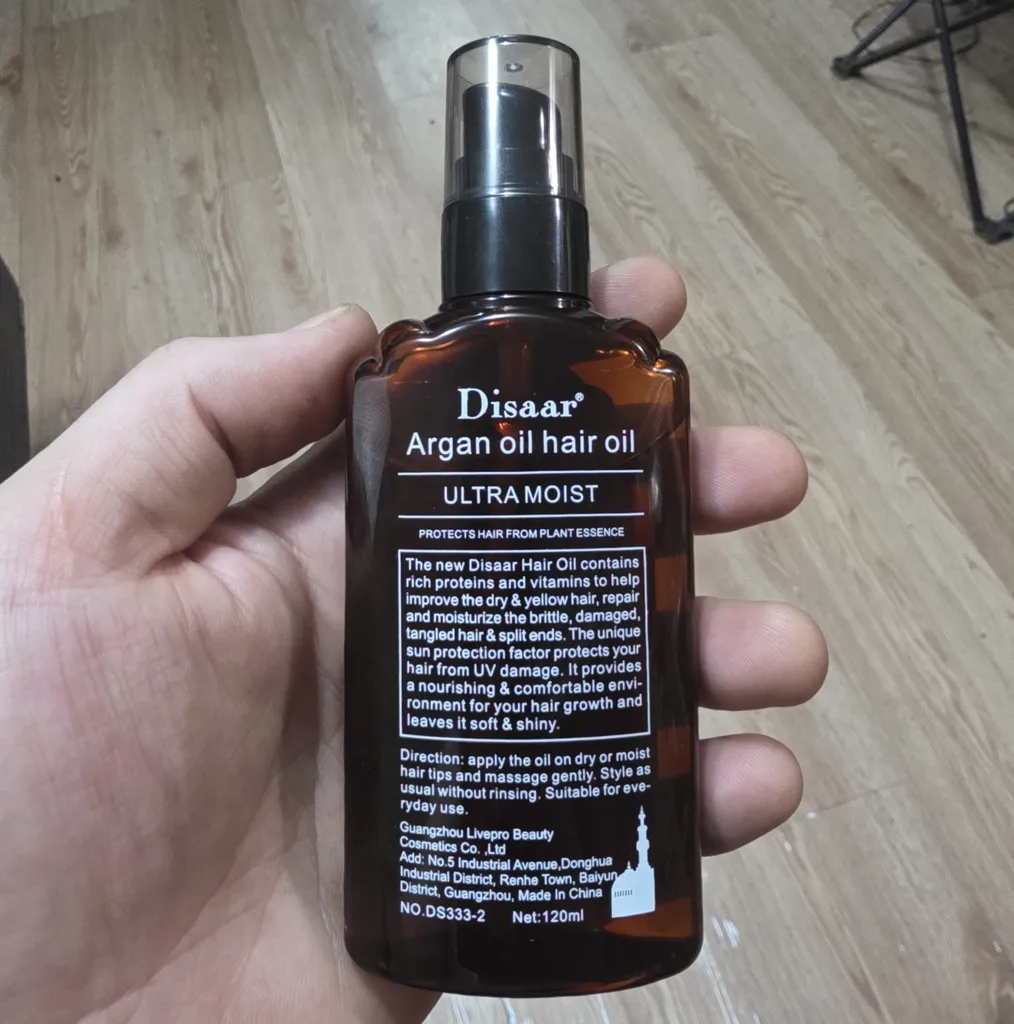 Disaar®
Argan oil hair oil
ULTRA MOIST
PROTECTS HAIR FROM PLANT ESSENCE
The new Disaar Hair Oil contains
rich proteins and vitamins to help
improve the dry & yellow hair, repair
and moisturize the brittle, damaged,
tangled hair & split ends. The unique
sun protection factor protects your
hair from UV damage. It provides
a nourishing & comfortable envi-
ronment for your hair growth and
leaves it soft & shiny.
Direction: apply the oil on dry or moist
hair tips and massage gently. Style as
usual without rinsing. Suitable for eve-
ryday use.
Guangzhou Livepro Beauty
Cosmetics Co. ,Ltd
Add: No.5 Industrial Avenue,Donghua
Industrial District, Renhe Town, Baiyun
District, Guangzhou, Made In China
NO.DS333-2 Net:120ml